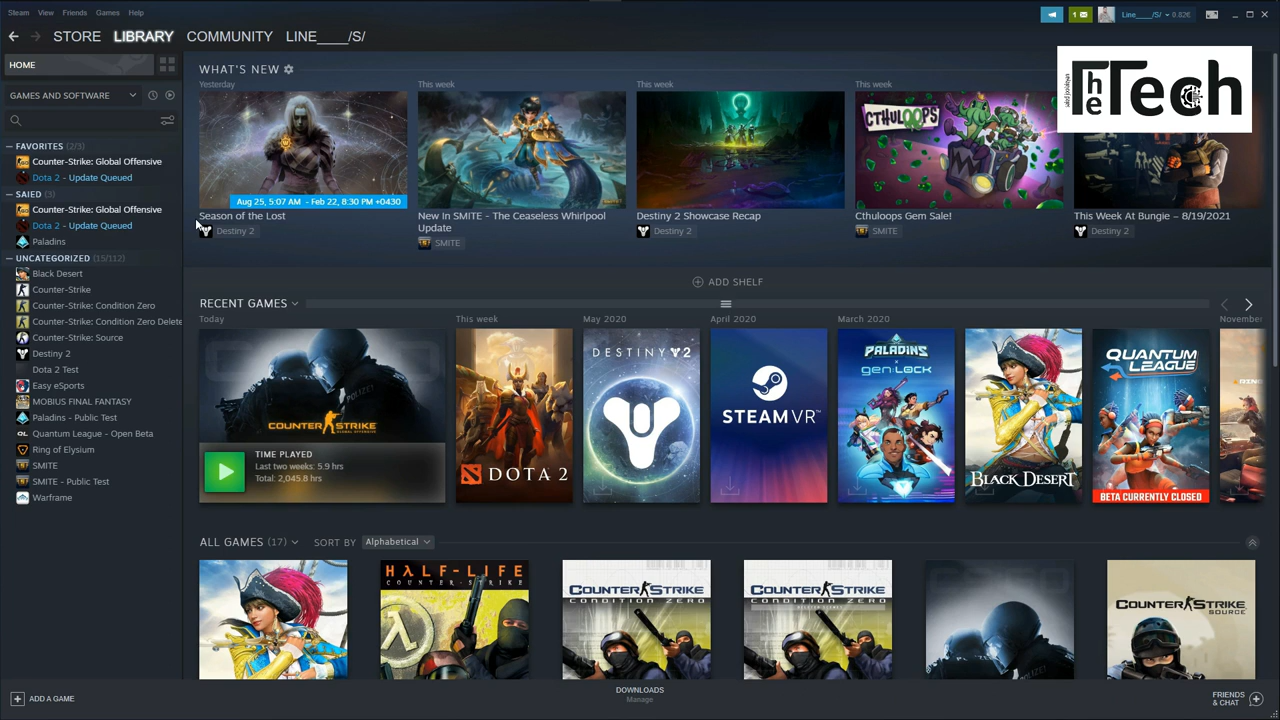 Steam View Friends Games Help
1
Line____/S/ 0.82€
STORE LIBRARY COMMUNITY LINE____/S/
HOME
GAMES AND SOFTWARE
FAVORITES (2/3)
Counter-Strike: Global Offensive
Dota 2 - Update Queued
SAIED (3)
Counter-Strike: Global Offensive
Dota 2 - Update Queued
Paladins
UNCATEGORIZED (15/112)
Black Desert
Counter-Strike
Counter-Strike: Condition Zero
Counter-Strike: Condition Zero Delete
Counter-Strike: Source
Destiny 2
Dota 2 Test
Easy eSports
MOBIUS FINAL FANTASY
Paladins - Public Test
Quantum League - Open Beta
Ring of Elysium
SMITE
SMITE - Public Test
Warframe
WHAT'S NEW
Yesterday
This week
This week
This week
The Tech
CTHULOOPS
Aug 25, 5:07 AM - Feb 22, 8:30 PM +0430
Season of the Lost
Destiny 2
New In SMITE - The Ceaseless Whirlpool
Update
SMITE
Destiny 2 Showcase Recap
Destiny 2
Cthuloops Gem Sale!
SMITE
This Week At Bungie – 8/19/2021
Destiny 2
ADD SHELF
RECENT GAMES
Today
This week
May 2020
April 2020
March 2020
November
COUNTER STRIKE
GLOBAL OFFENSIVE
TIME PLAYED
Last two weeks: 5.9 hrs
Total: 2,045.8 hrs
DOTA 2
DESTINY 2
STEAMVR™
PALADINS
X
gen:LOCK
BLACK DESERT
QUANTUM
LEAGUE
BETA CURRENTLY CLOSED
ALL GAMES (17)
SORT BY Alphabetical
HALF-LIFE
COUNTER-STRIKE
COUNTER STRIKE
CONDITION ZERO
COUNTER STRIKE
CONDITION ZERO
COUNTER STRIKE
SOURCE
ADD A GAME
DOWNLOADS
Manage
FRIENDS
& CHAT